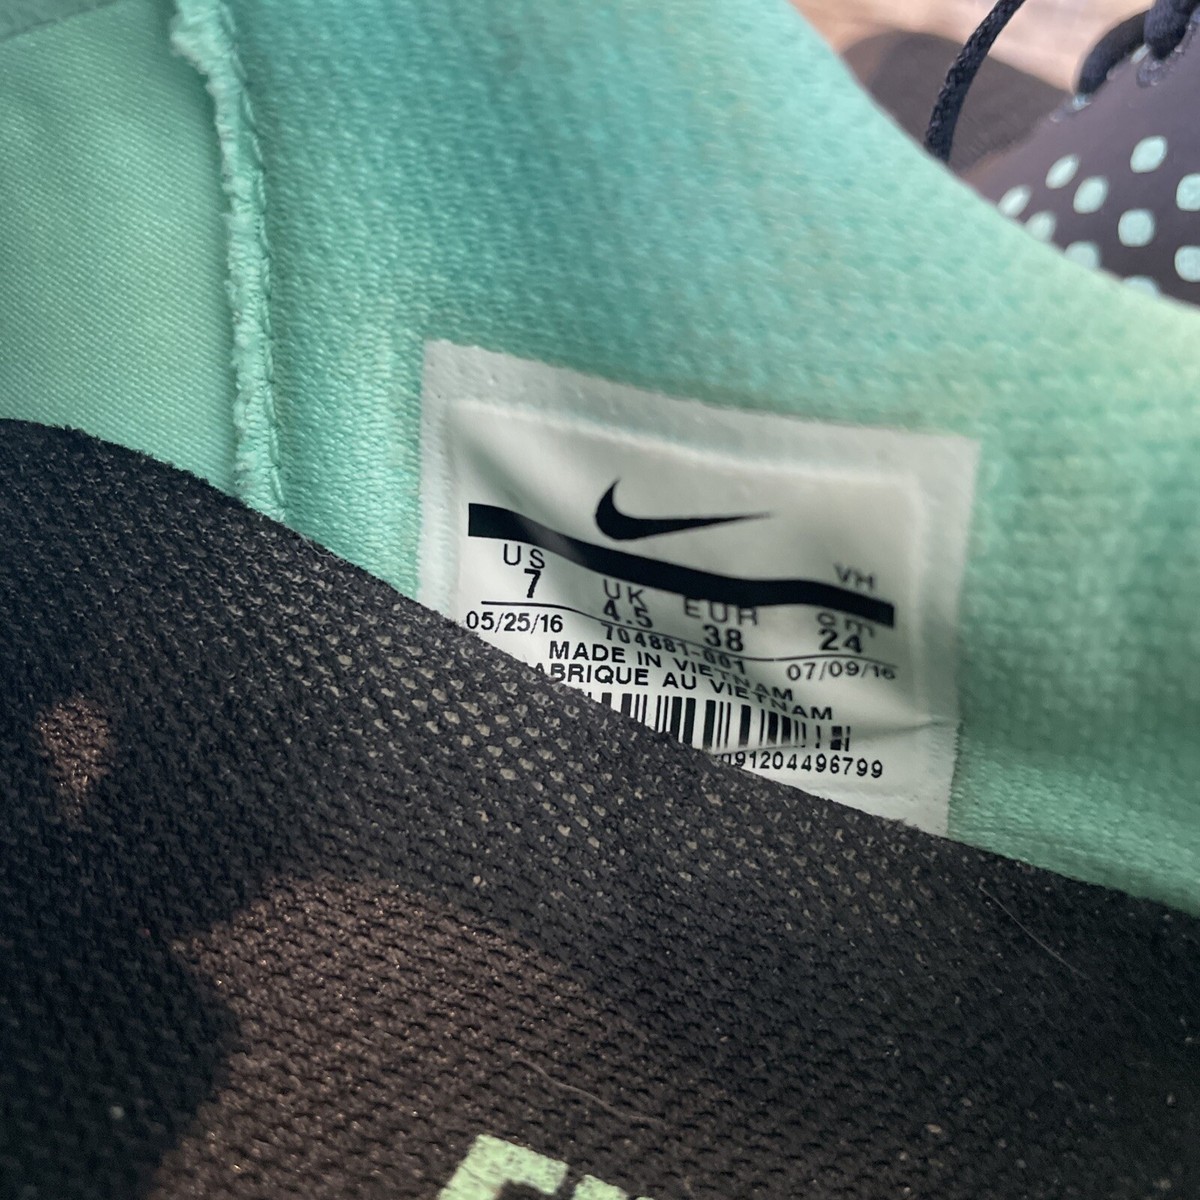 VH
US UK EUR cm
7 4.5 38 24
05/25/16 704881-001 07/09/16
MADE IN VIETNAM
ABRIQUE AU VIETNAM
091204496799